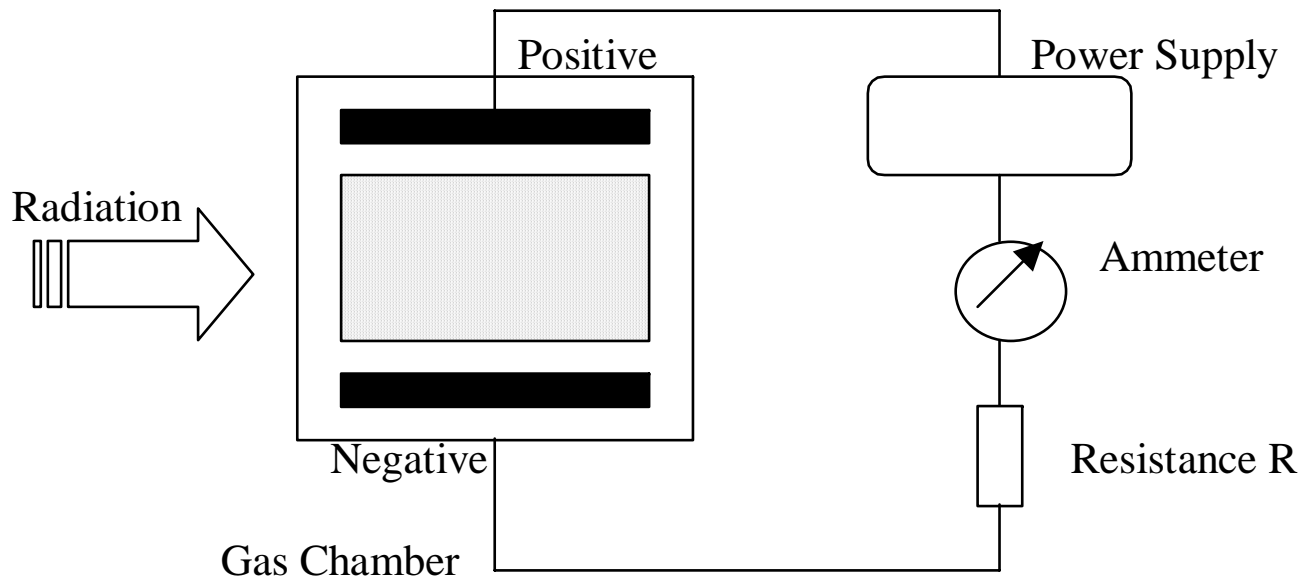 Positive
Power Supply
Radiation
Ammeter
Negative
Resistance R
Gas Chamber